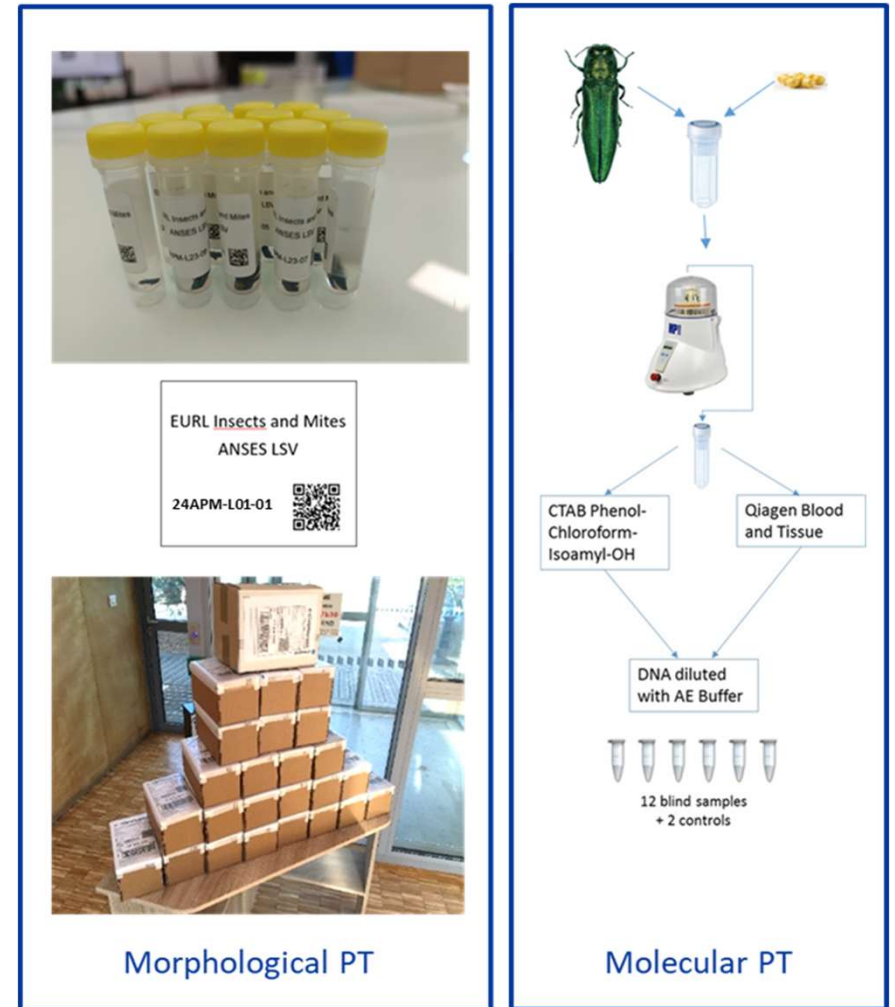 EURL Insects and Mites
ANSES LSV
24APM-L01-01
Morphological PT
CTAB Phenol-
Chloroform-
Isoamyl-OH
Qiagen Blood
and Tissue
DNA diluted
with AE Buffer
12 blind samples
+ 2 controls
Molecular PT